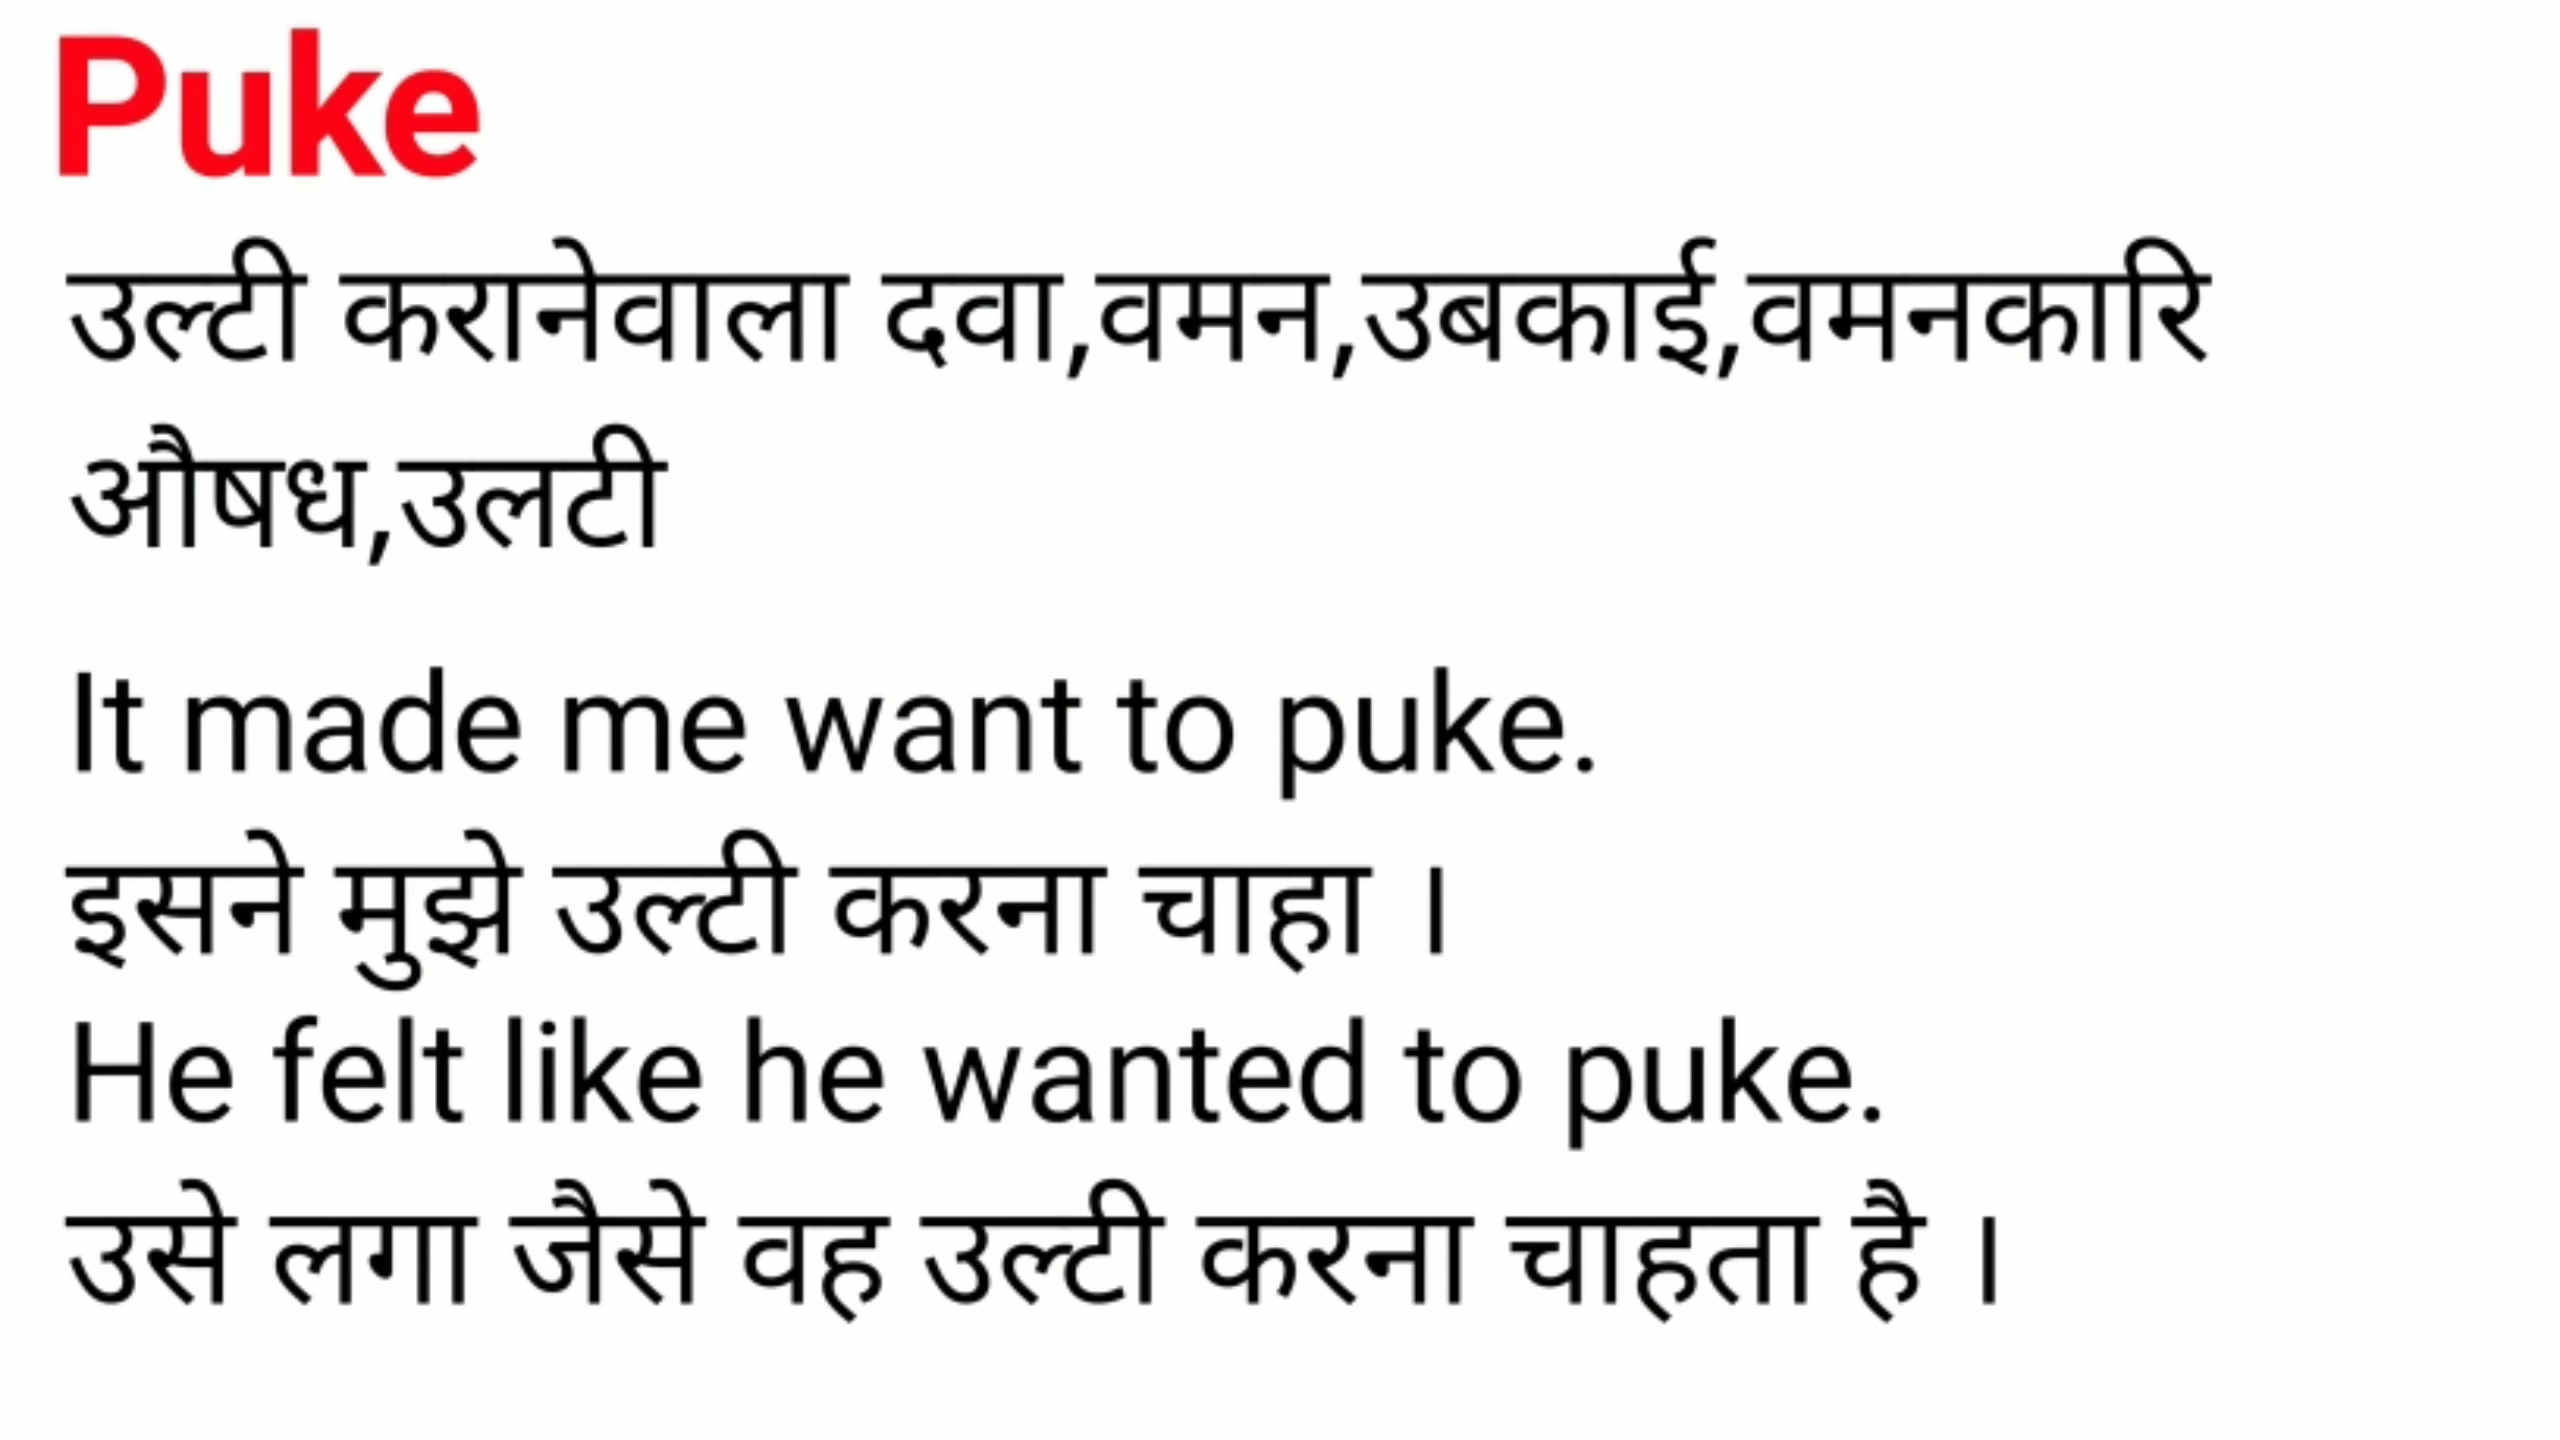 Puke
उल्टी करानेवाला दवा,वमन,उबकाई,वमनकारि
औषध,उलटी
It made me want to puke.
इसने मुझे उल्टी करना चाहा ।
He felt like he wanted to puke.
उसे लगा जैसे वह उल्टी करना चाहता है ।